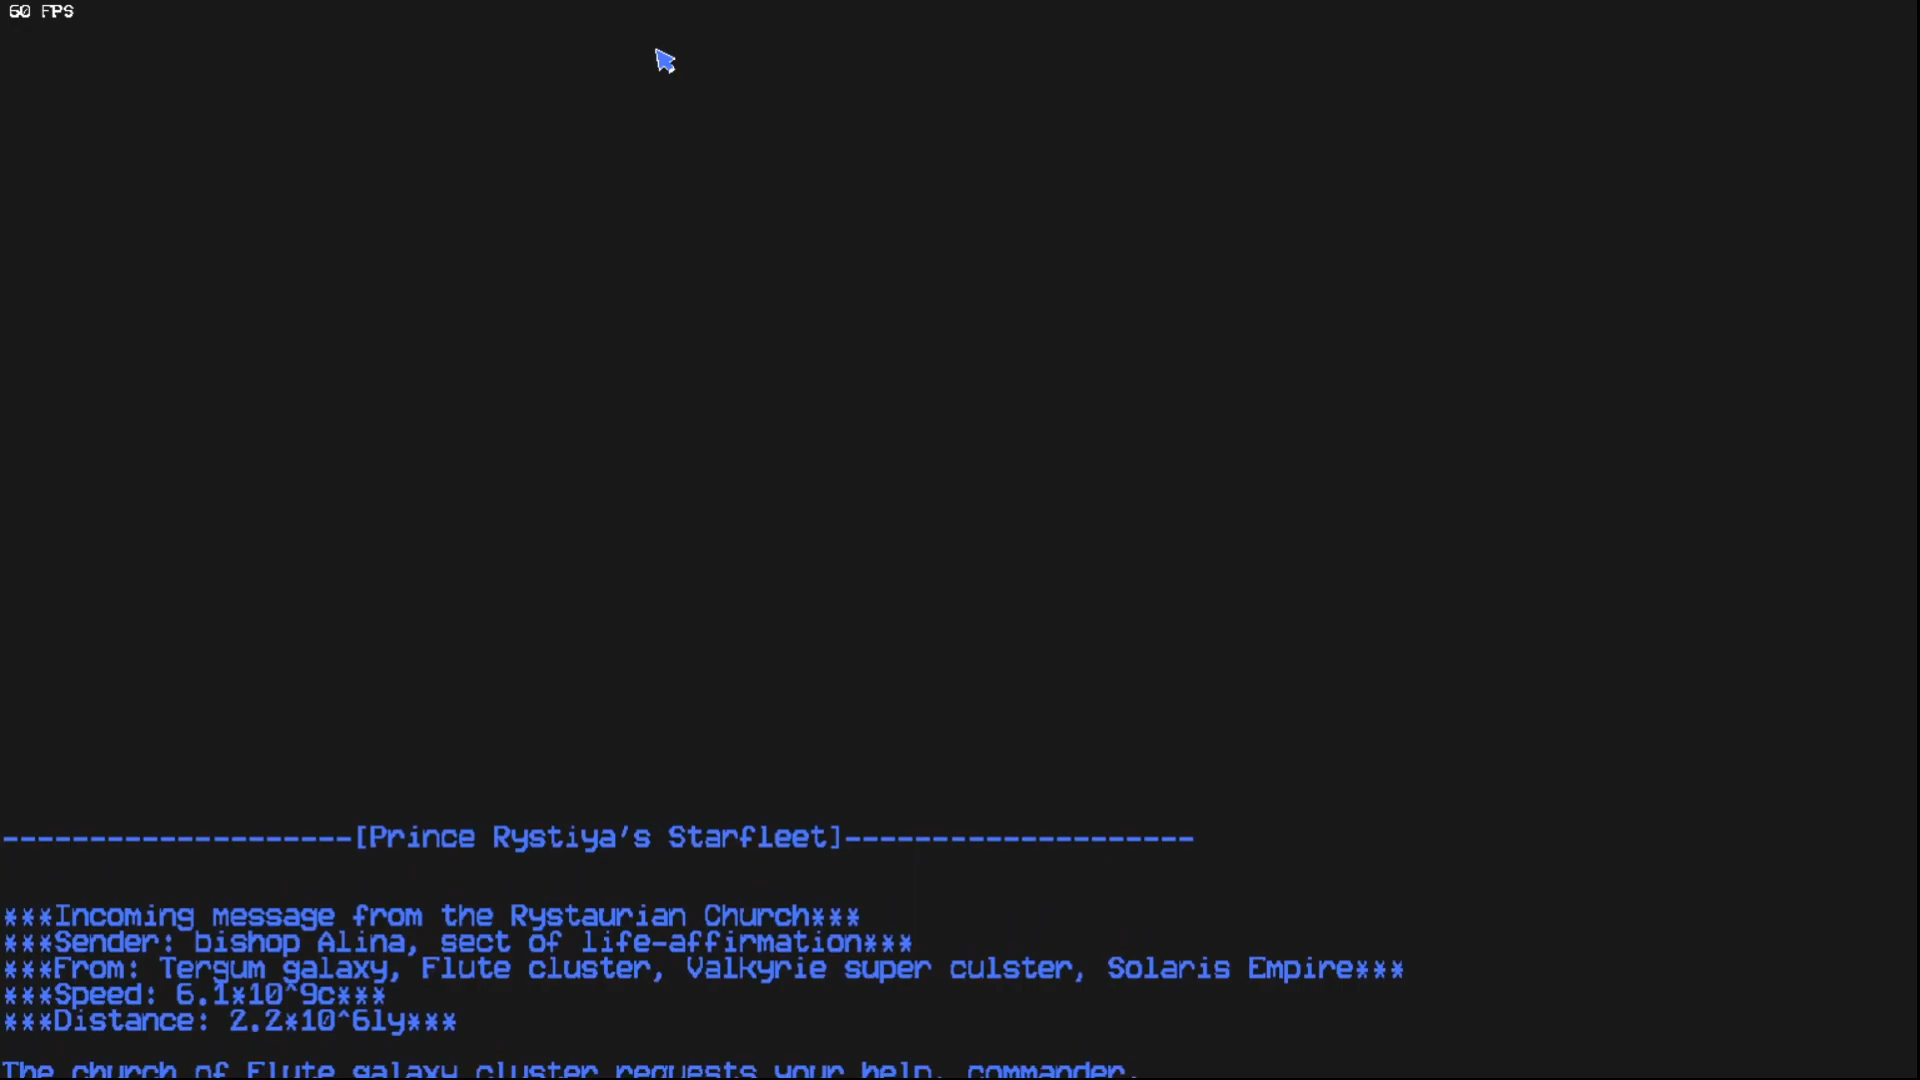 60 FPS
--------------------[Prince Rystiya's Starfleet]--------------------
***Incoming message from the Rystaurian Church***
***Sender: bishop Alina, sect of life-affirmation***
***From: Tergum galaxy, Flute cluster, Valkyrie super culster, Solaris Empire***
***Speed: 6.1*10^9c***
***Distance: 2.2*10^6ly***
The church of Flute galaxy cluster requests your help, commander.